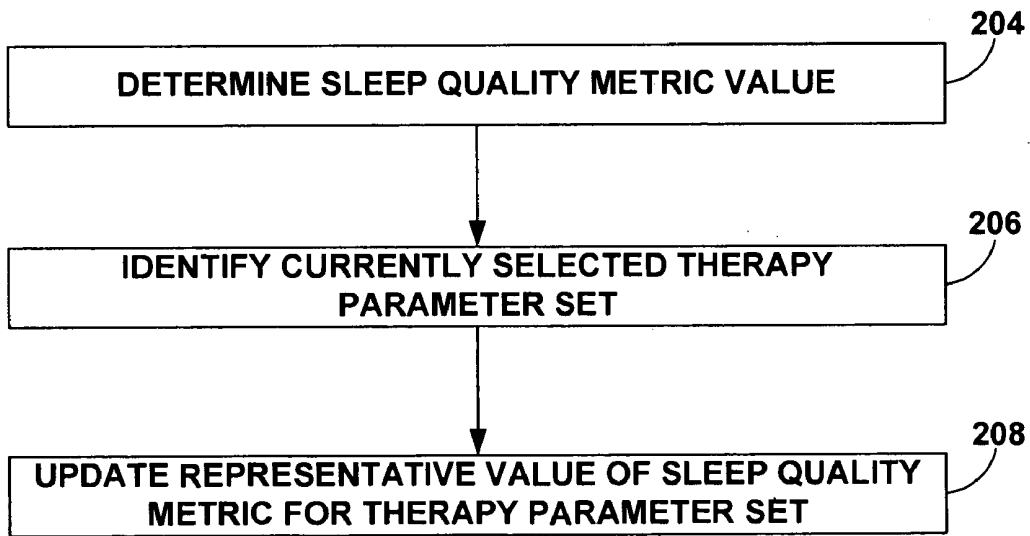 204
DETERMINE SLEEP QUALITY METRIC VALUE
206
IDENTIFY CURRENTLY SELECTED THERAPY
PARAMETER SET
208
UPDATE REPRESENTATIVE VALUE OF SLEEP QUALITY
METRIC FOR THERAPY PARAMETER SET